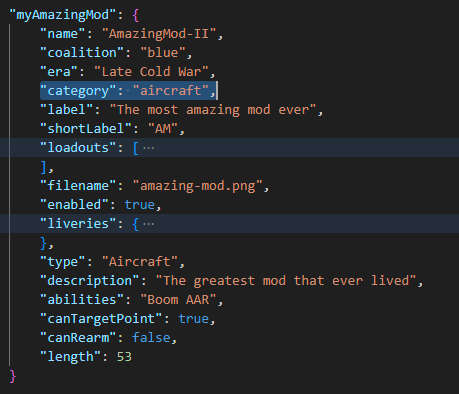 "myAmazingMod": {
"name": "AmazingMod-II",
"coalition": "blue",
"era": "Late Cold War",
"category": "aircraft",
"label": "The most amazing mod ever",
"shortLabel": "AM",
"loadouts": [ ···
],
"filename": "amazing-mod.png",
"enabled": true,
"liveries": { ···
},
"type": "Aircraft",
"description": "The greatest mod that ever lived",
"abilities": "Boom AAR",
"canTargetPoint": true,
"canRearm": false,
"length": 53
}